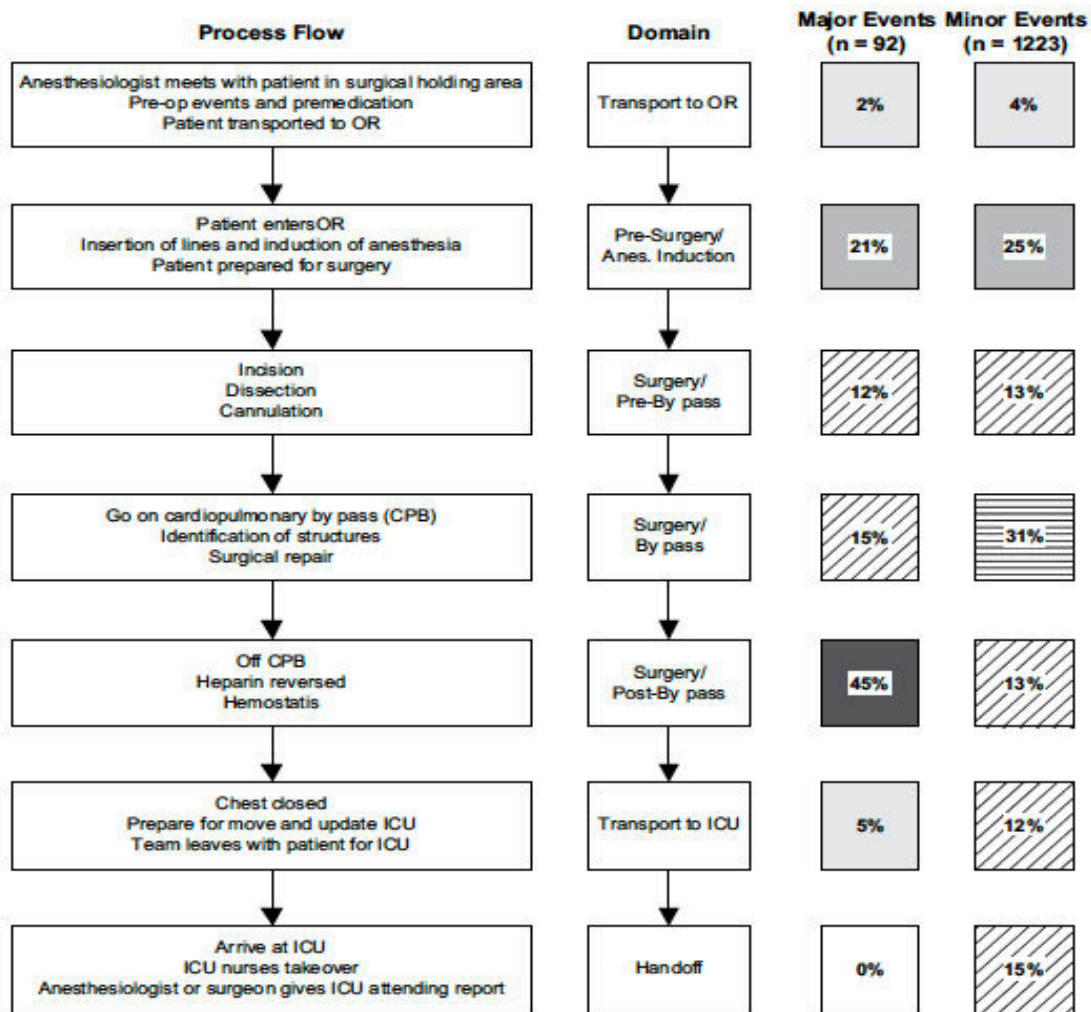 Process Flow
Domain
Major Events Minor Events
(n = 92) (n = 1223)
Anesthesiologist meets with patient in surgical holding area
Pre-op events and premedication
Patient transported to OR
Transport to OR
2%
4%
Patient entersOR
Insertion of lines and induction of anesthesia
Patient prepared for surgery
Pre-Surgery/
Anes. Induction
21%
25%
Incision
Dissection
Cannulation
Surgery/
Pre-By pass
12%
13%
Go on cardiopulmonary by pass (CPB)
Identification of structures
Surgical repair
Surgery/
By pass
15%
31%
Off CPB
Heparin reversed
Hemostatis
Surgery/
Post-By pass
45%
13%
Chest closed
Prepare for move and update ICU
Team leaves with patient for ICU
Transport to ICU
5%
12%
Arrive at ICU
ICU nurses takeover
Anesthesiologist or surgeon gives ICU attending report
Handoff
0%
15%